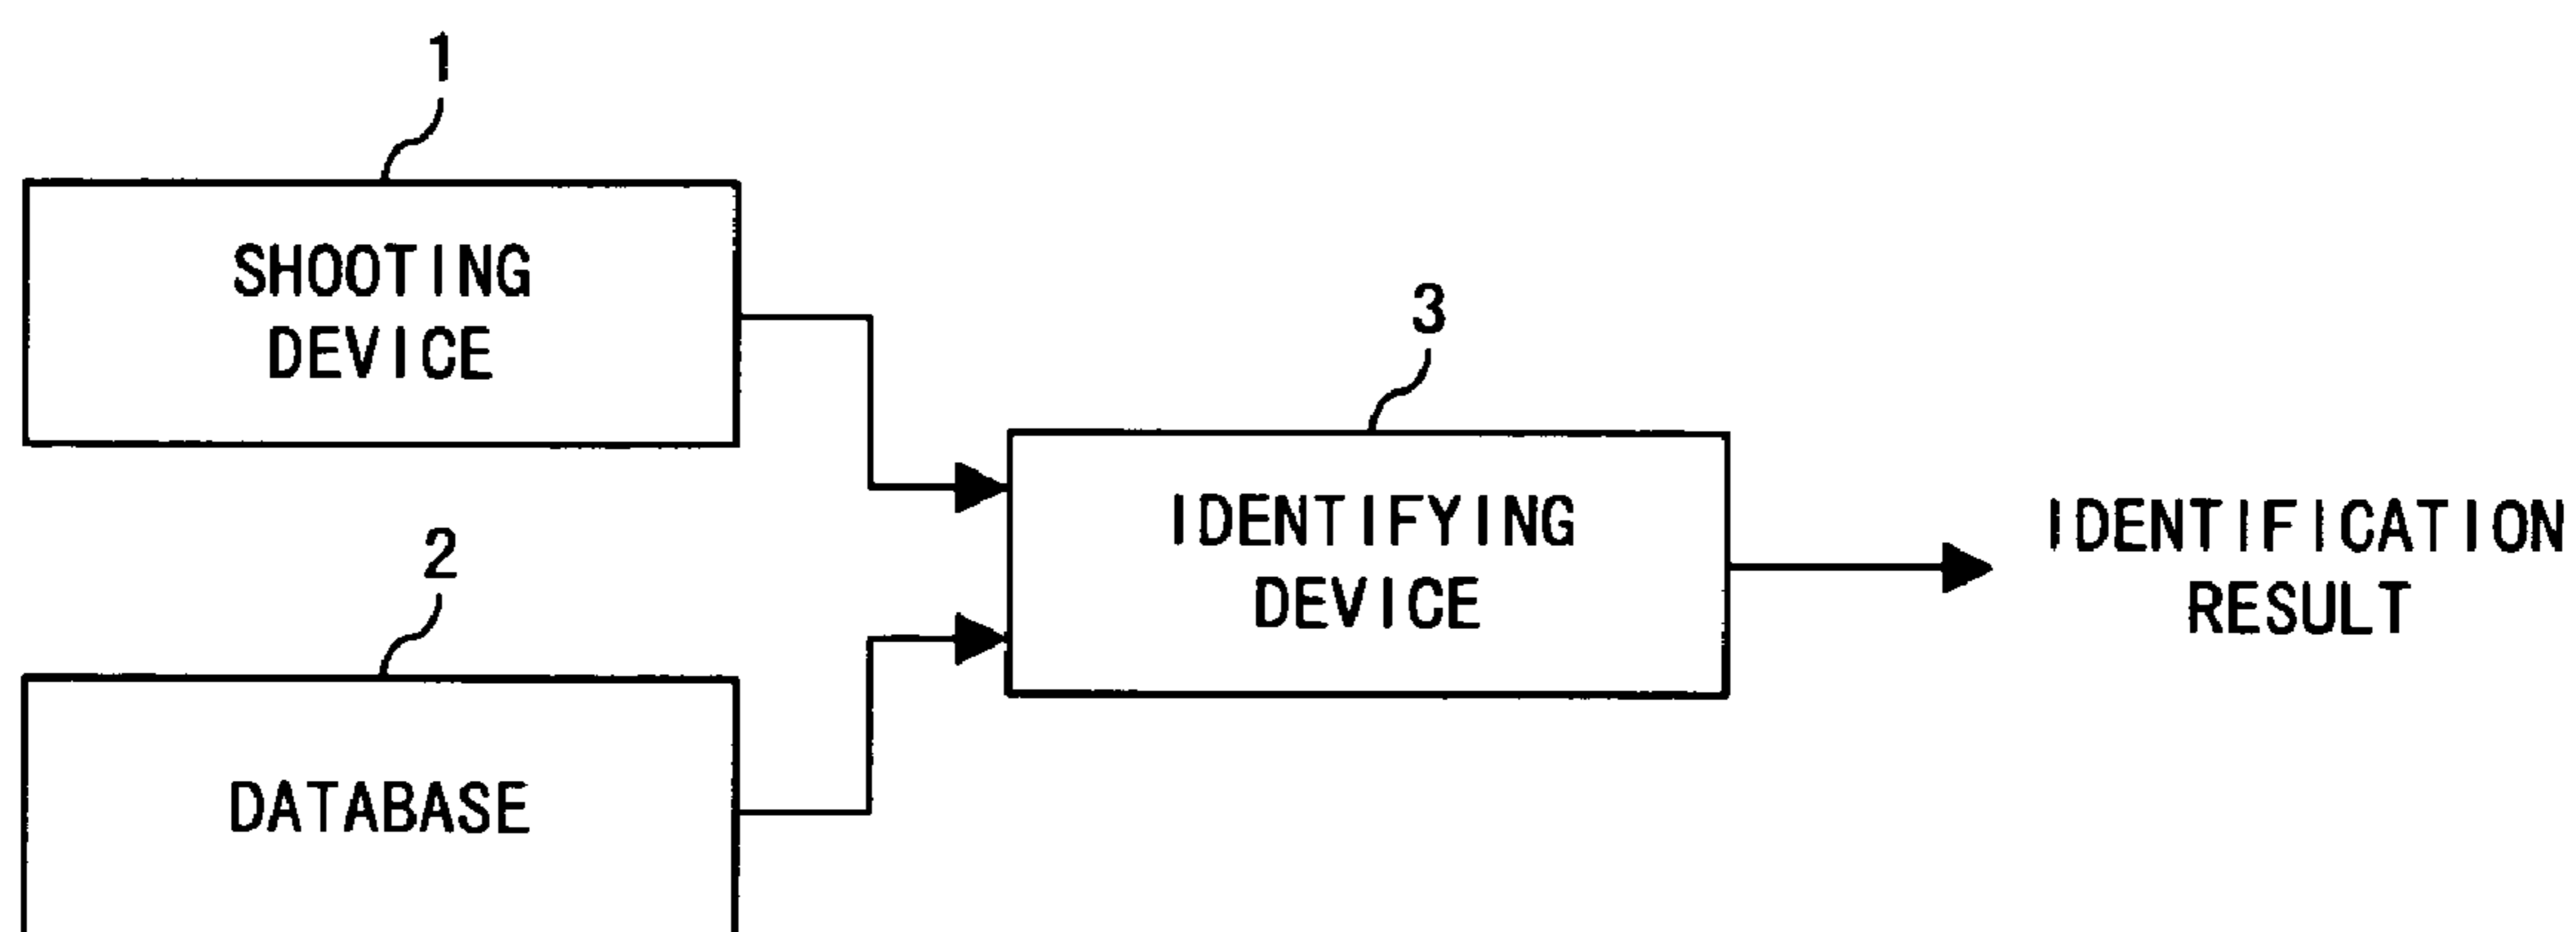 1
SHOOTING
DEVICE
3
IDENTIFYING
DEVICE
IDENTIFICATION
RESULT
2
DATABASE